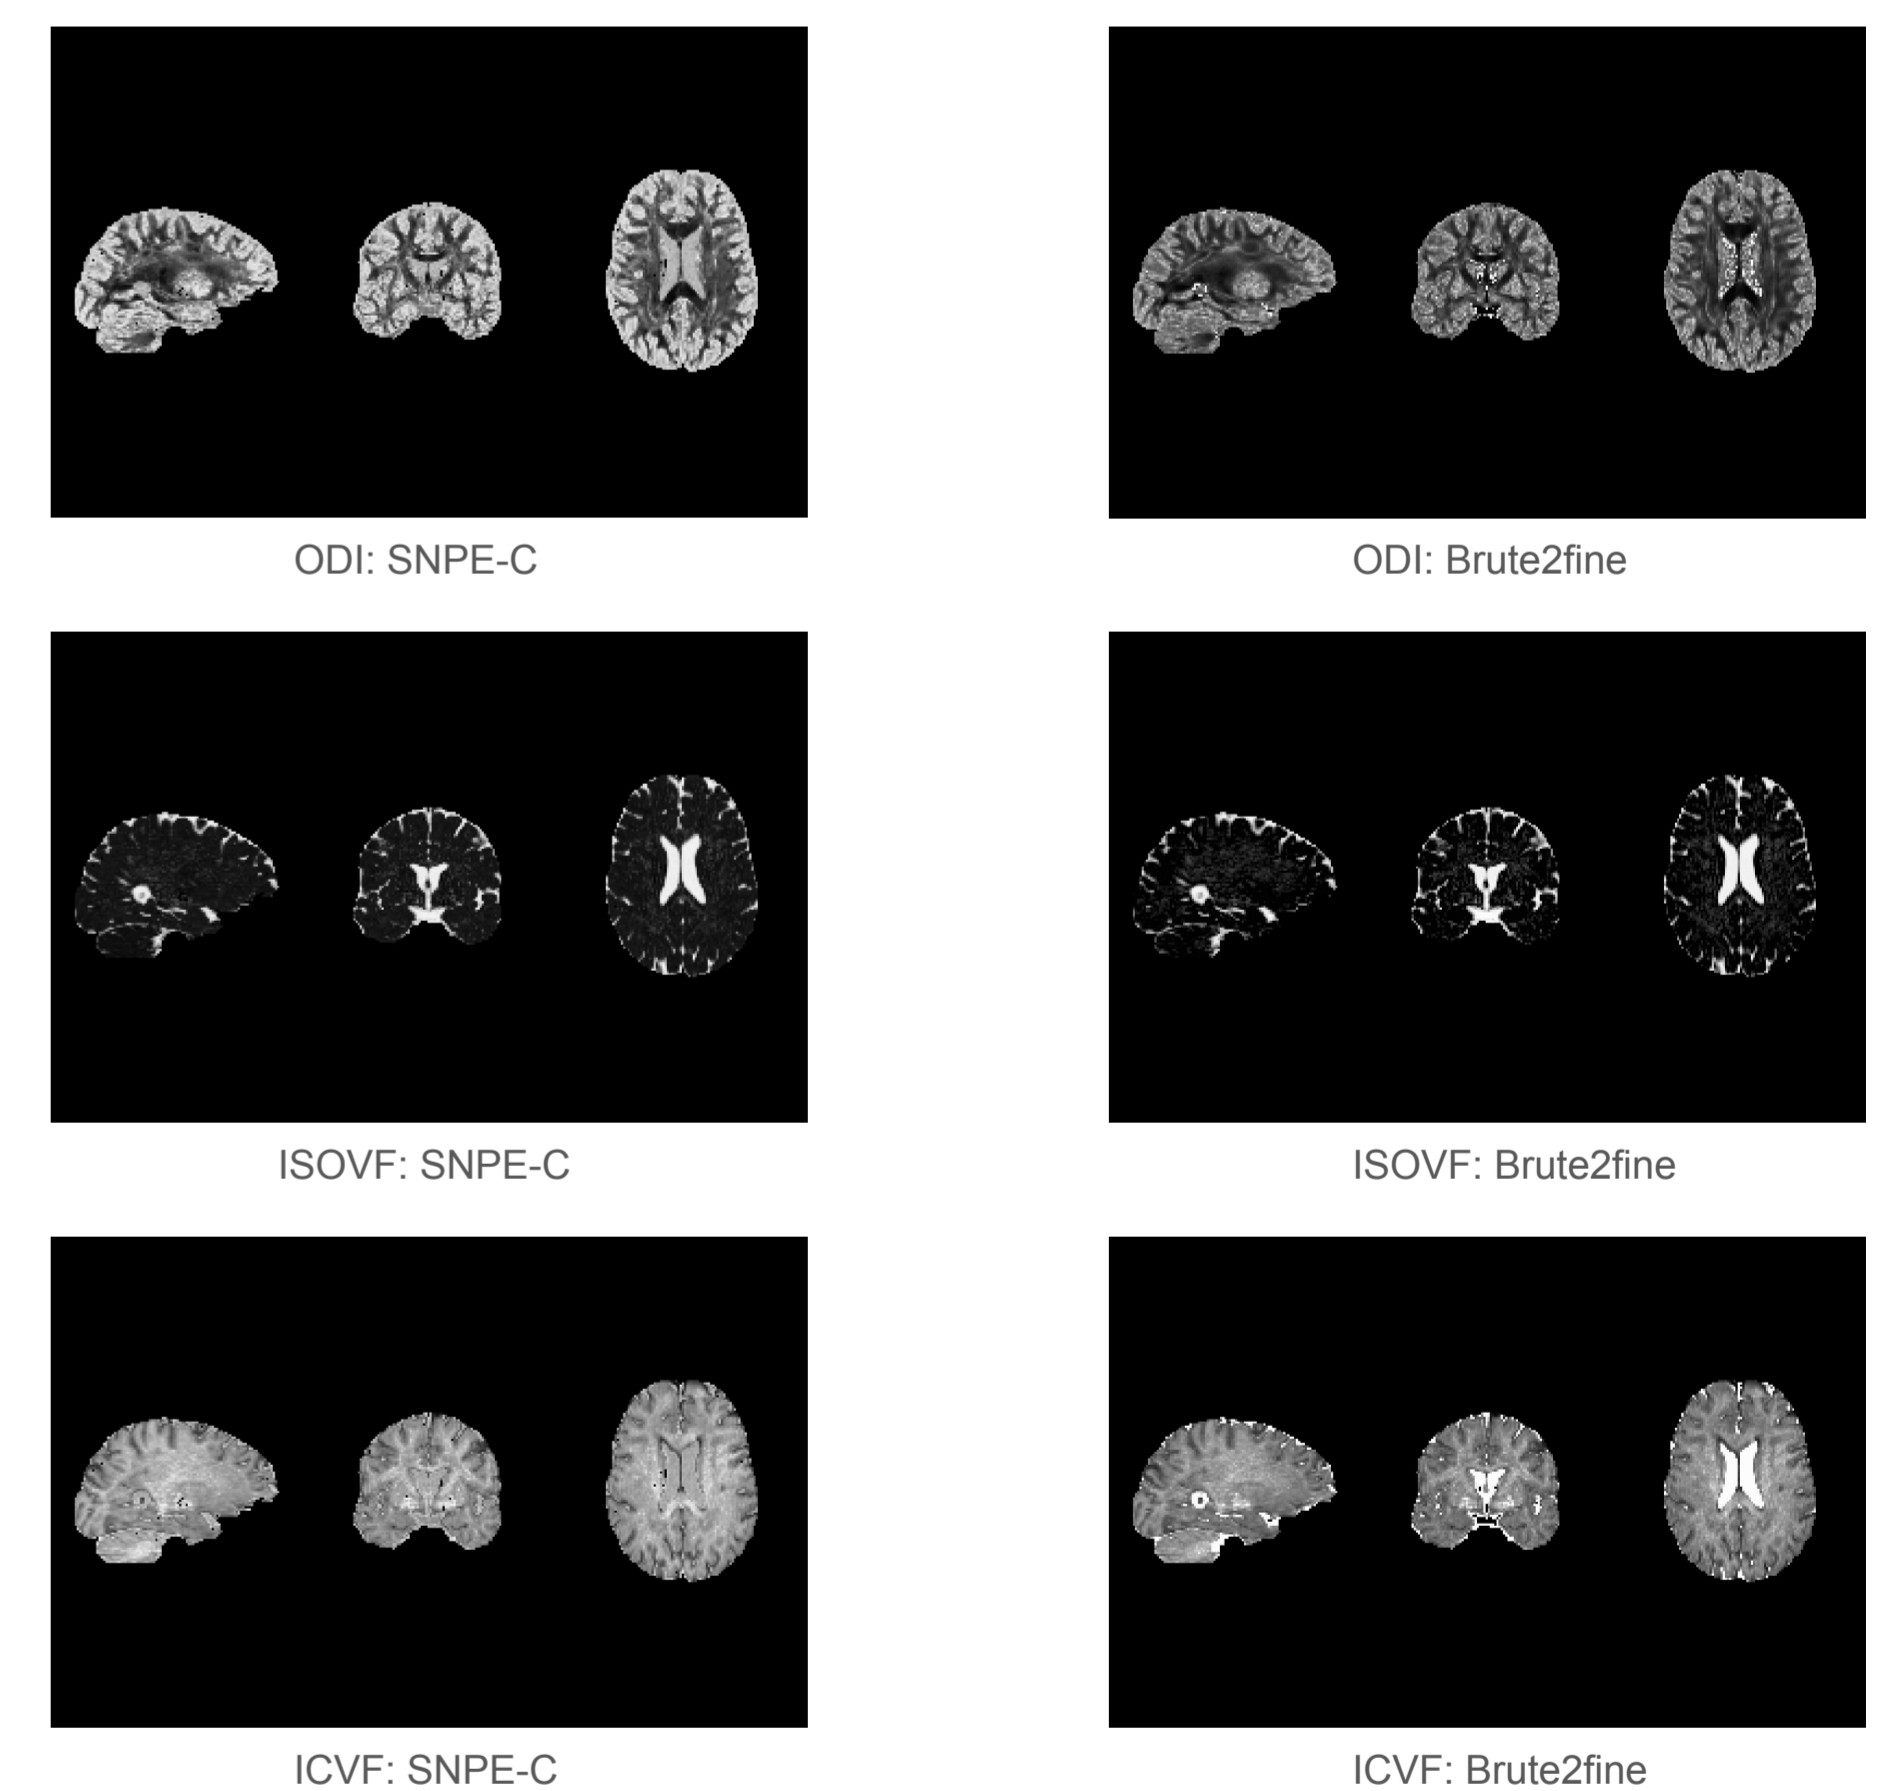 ODI: SNPE-C
ODI: Brute2fine
ISOVF: SNPE-C
ISOVF: Brute2fine
ICVF: SNPE-C
ICVF: Brute2fine